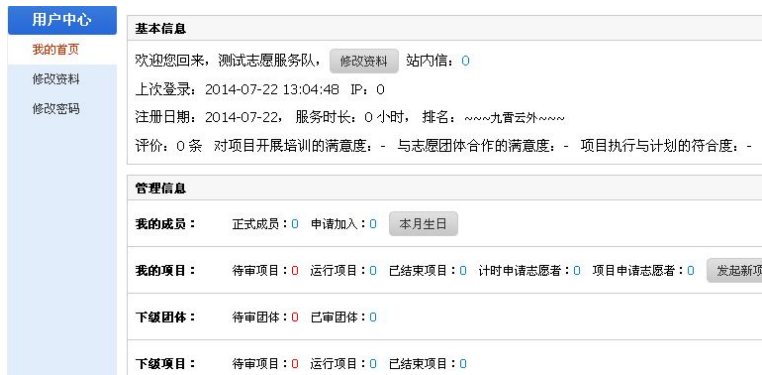 用户中心
我的首页
修改资料
修改密码
基本信息
欢迎您回来，测试志愿服务队， 修改资料 站内信：0
上次登录：2014-07-22 13:04:48 IP：0
注册日期：2014-07-22， 服务时长：0 小时， 排名：~~~九霄云外~~~
评价：0 条 对项目开展培训的满意度：- 与志愿团体合作的满意度：- 项目执行与计划的符合度：-
管理信息
我的成员： 正式成员：0 申请加入：0 本月生日
我的项目： 待审项目：0 运行项目：0 已结束项目：0 计时申请志愿者：0 项目申请志愿者：0 发起新项
下级团体： 待审团体：0 已审团体：0
下级项目： 待审项目：0 运行项目：0 已结束项目：0